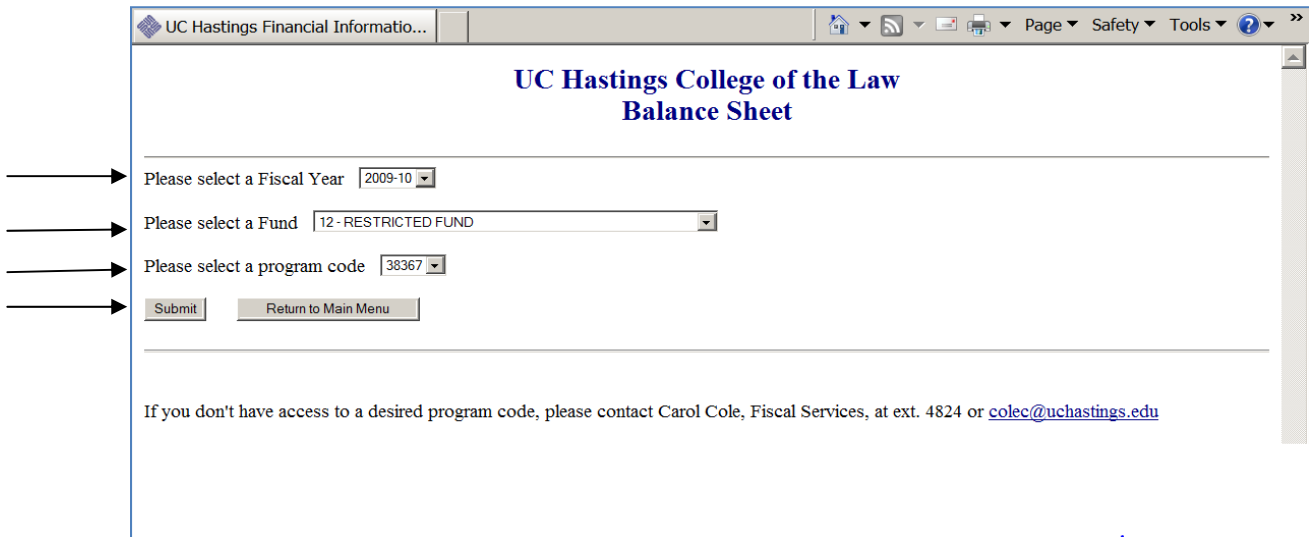 UC Hastings Financial Informatio...
Page Safety Tools »
UC Hastings College of the Law
Balance Sheet
Please select a Fiscal Year 2009-10
Please select a Fund 12 - RESTRICTED FUND
Please select a program code 38367
Submit Return to Main Menu
If you don't have access to a desired program code, please contact Carol Cole, Fiscal Services, at ext. 4824 or colec@uchastings.edu